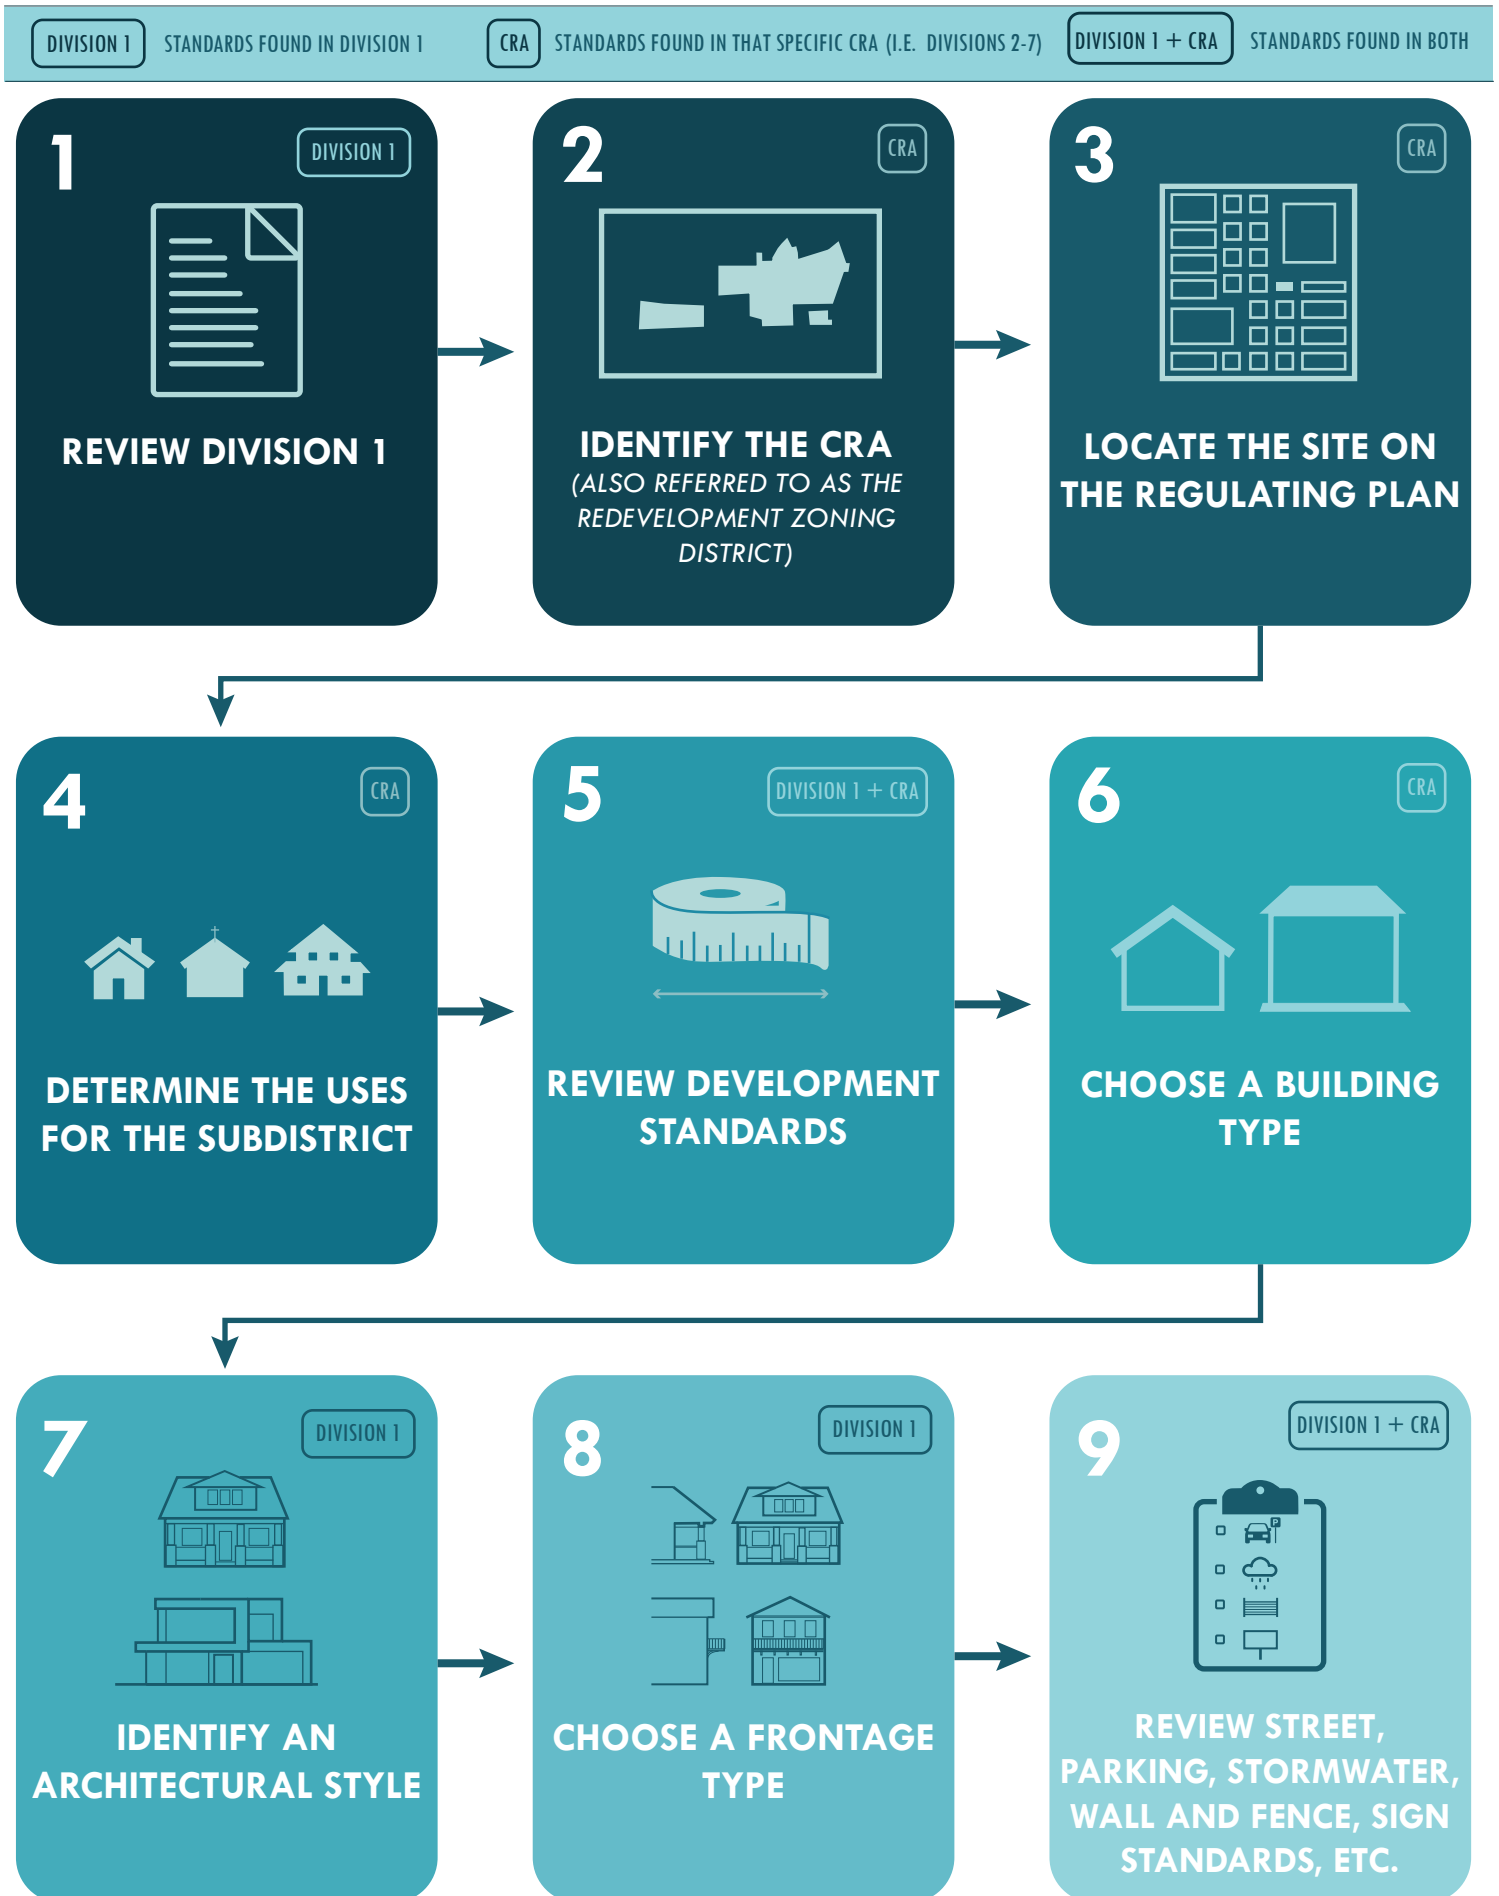 DIVISION 1 STANDARDS FOUND IN DIVISION 1 CRA STANDARDS FOUND IN THAT SPECIFIC CRA (I.E. DIVISIONS 2-7) DIVISION 1 + CRA STANDARDS FOUND IN BOTH
1
DIVISION 1
REVIEW DIVISION 1
2
CRA
IDENTIFY THE CRA
(ALSO REFERRED TO AS THE
REDEVELOPMENT ZONING
DISTRICT)
3
CRA
LOCATE THE SITE ON
THE REGULATING PLAN
4
CRA
DETERMINE THE USES
FOR THE SUBDISTRICT
5
DIVISION 1 + CRA
REVIEW DEVELOPMENT
STANDARDS
6
CRA
CHOOSE A BUILDING
TYPE
7
DIVISION 1
IDENTIFY AN
ARCHITECTURAL STYLE
8
DIVISION 1
CHOOSE A FRONTAGE
TYPE
9
DIVISION 1 + CRA
P
REVIEW STREET,
PARKING, STORMWATER,
WALL AND FENCE, SIGN
STANDARDS, ETC.